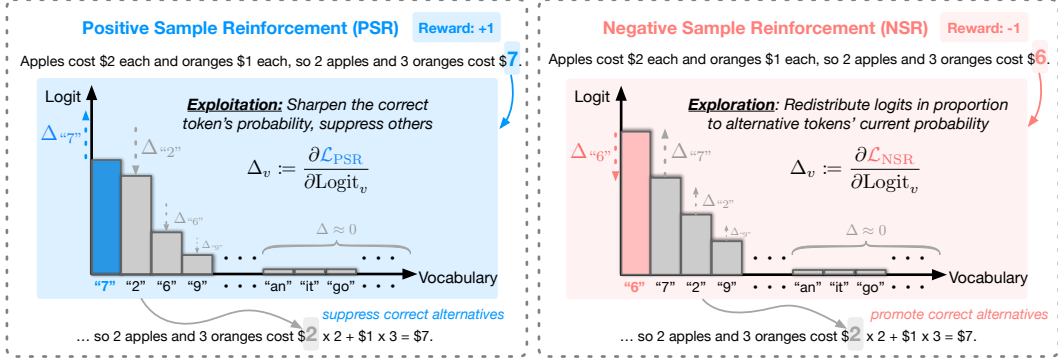 Positive Sample Reinforcement (PSR)
Reward: +1
Apples cost $2 each and oranges $1 each, so 2 apples and 3 oranges cost $7.
Logit
Exploitation: Sharpen the correct
token's probability, suppress others
Δ"7"
Δ"2"
Δ"6"
Δ"9"
Δ_v := ∂L_PSR / ∂Logit_v
Δ ≈ 0
Vocabulary
"7" "2" "6" "9" · · · "an" "it" "go" · · ·
suppress correct alternatives
… so 2 apples and 3 oranges cost $2 x 2 + $1 x 3 = $7.
Negative Sample Reinforcement (NSR)
Reward: -1
Apples cost $2 each and oranges $1 each, so 2 apples and 3 oranges cost $6.
Logit
Exploration: Redistribute logits in proportion
to alternative tokens' current probability
Δ"6"
Δ"7"
Δ"2"
Δ"9"
Δ_v := ∂L_NSR / ∂Logit_v
Δ ≈ 0
Vocabulary
"6" "7" "2" "9" · · · "an" "it" "go" · · ·
promote correct alternatives
… so 2 apples and 3 oranges cost $2 x 2 + $1 x 3 = $7.